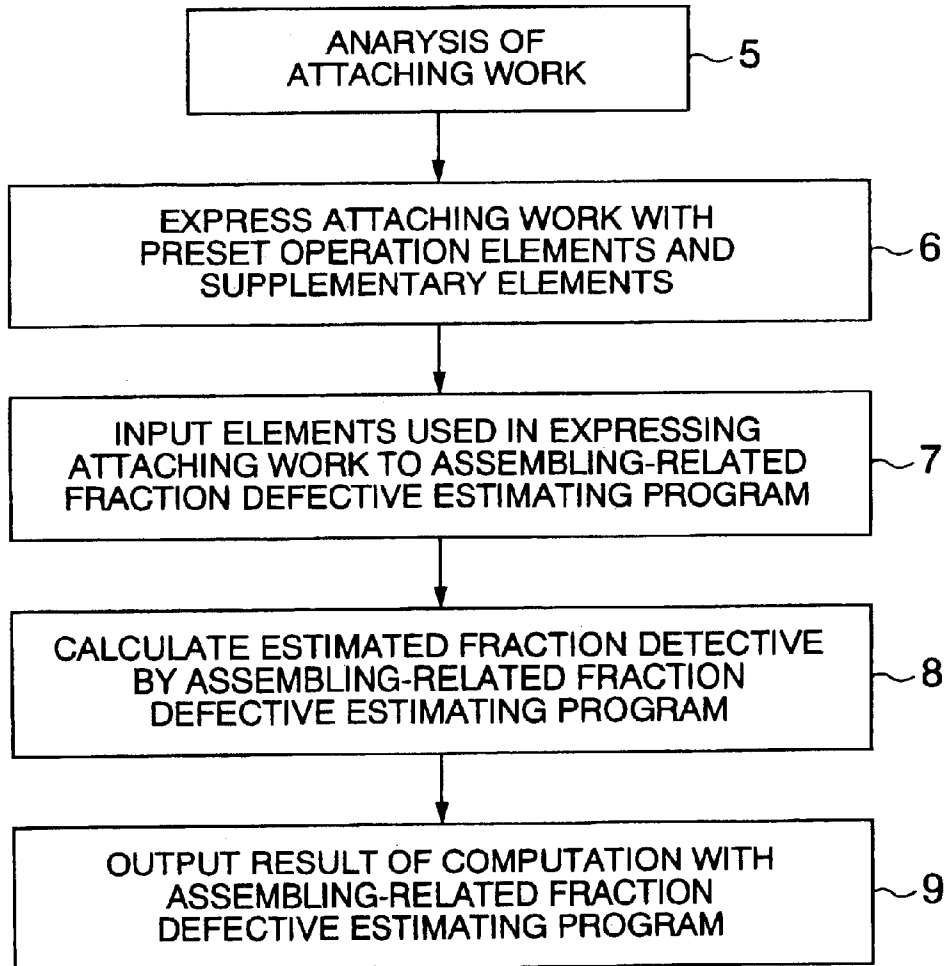 ANARYSIS OF
ATTACHING WORK
5
EXPRESS ATTACHING WORK WITH
PRESET OPERATION ELEMENTS AND
SUPPLEMENTARY ELEMENTS
6
INPUT ELEMENTS USED IN EXPRESSING
ATTACHING WORK TO ASSEMBLING-RELATED
FRACTION DEFECTIVE ESTIMATING PROGRAM
7
CALCULATE ESTIMATED FRACTION DETECTIVE
BY ASSEMBLING-RELATED FRACTION
DEFECTIVE ESTIMATING PROGRAM
8
OUTPUT RESULT OF COMPUTATION WITH
ASSEMBLING-RELATED FRACTION
DEFECTIVE ESTIMATING PROGRAM
9